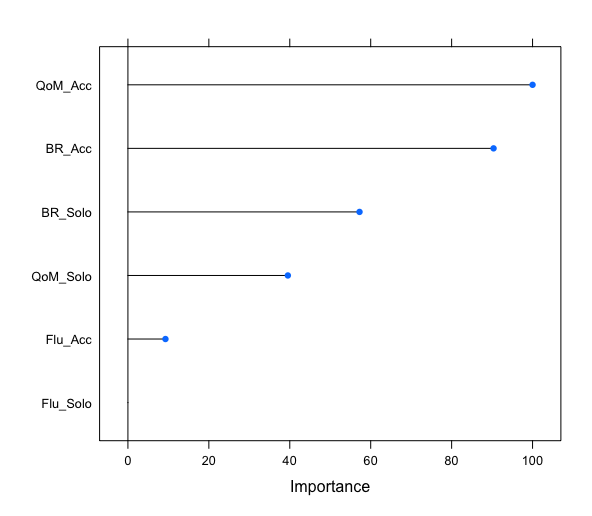 QoM_Acc
BR_Acc
BR_Solo
QoM_Solo
Flu_Acc
Flu_Solo
0 20 40 60 80 100
Importance